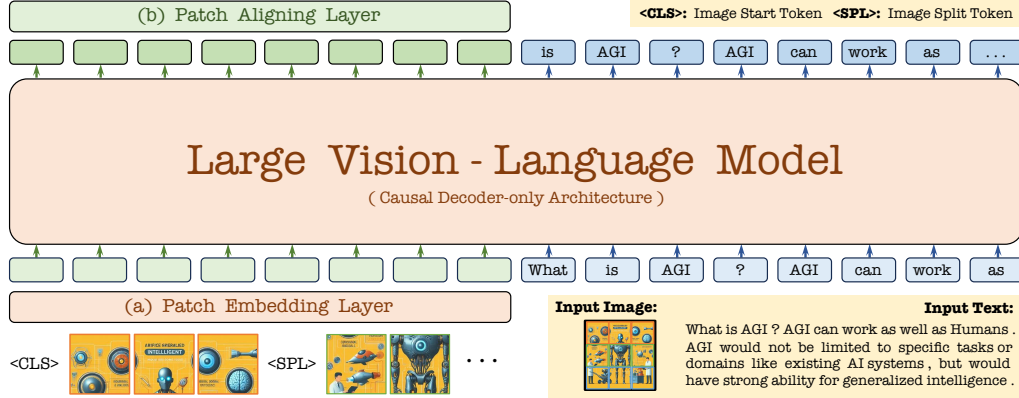 (b) Patch Aligning Layer
<CLS>: Image Start Token <SPL>: Image Split Token
is AGI ? AGI can work as ...
Large Vision - Language Model
( Causal Decoder-only Architecture )
What is AGI ? AGI can work as
(a) Patch Embedding Layer
Input Image:
Input Text:
<CLS>
INTELLLIGENT
<SPL>
...
What is AGI ? AGI can work as well as Humans .
AGI would not be limited to specific tasks or
domains like existing AI systems , but would
have strong ability for generalized intelligence .